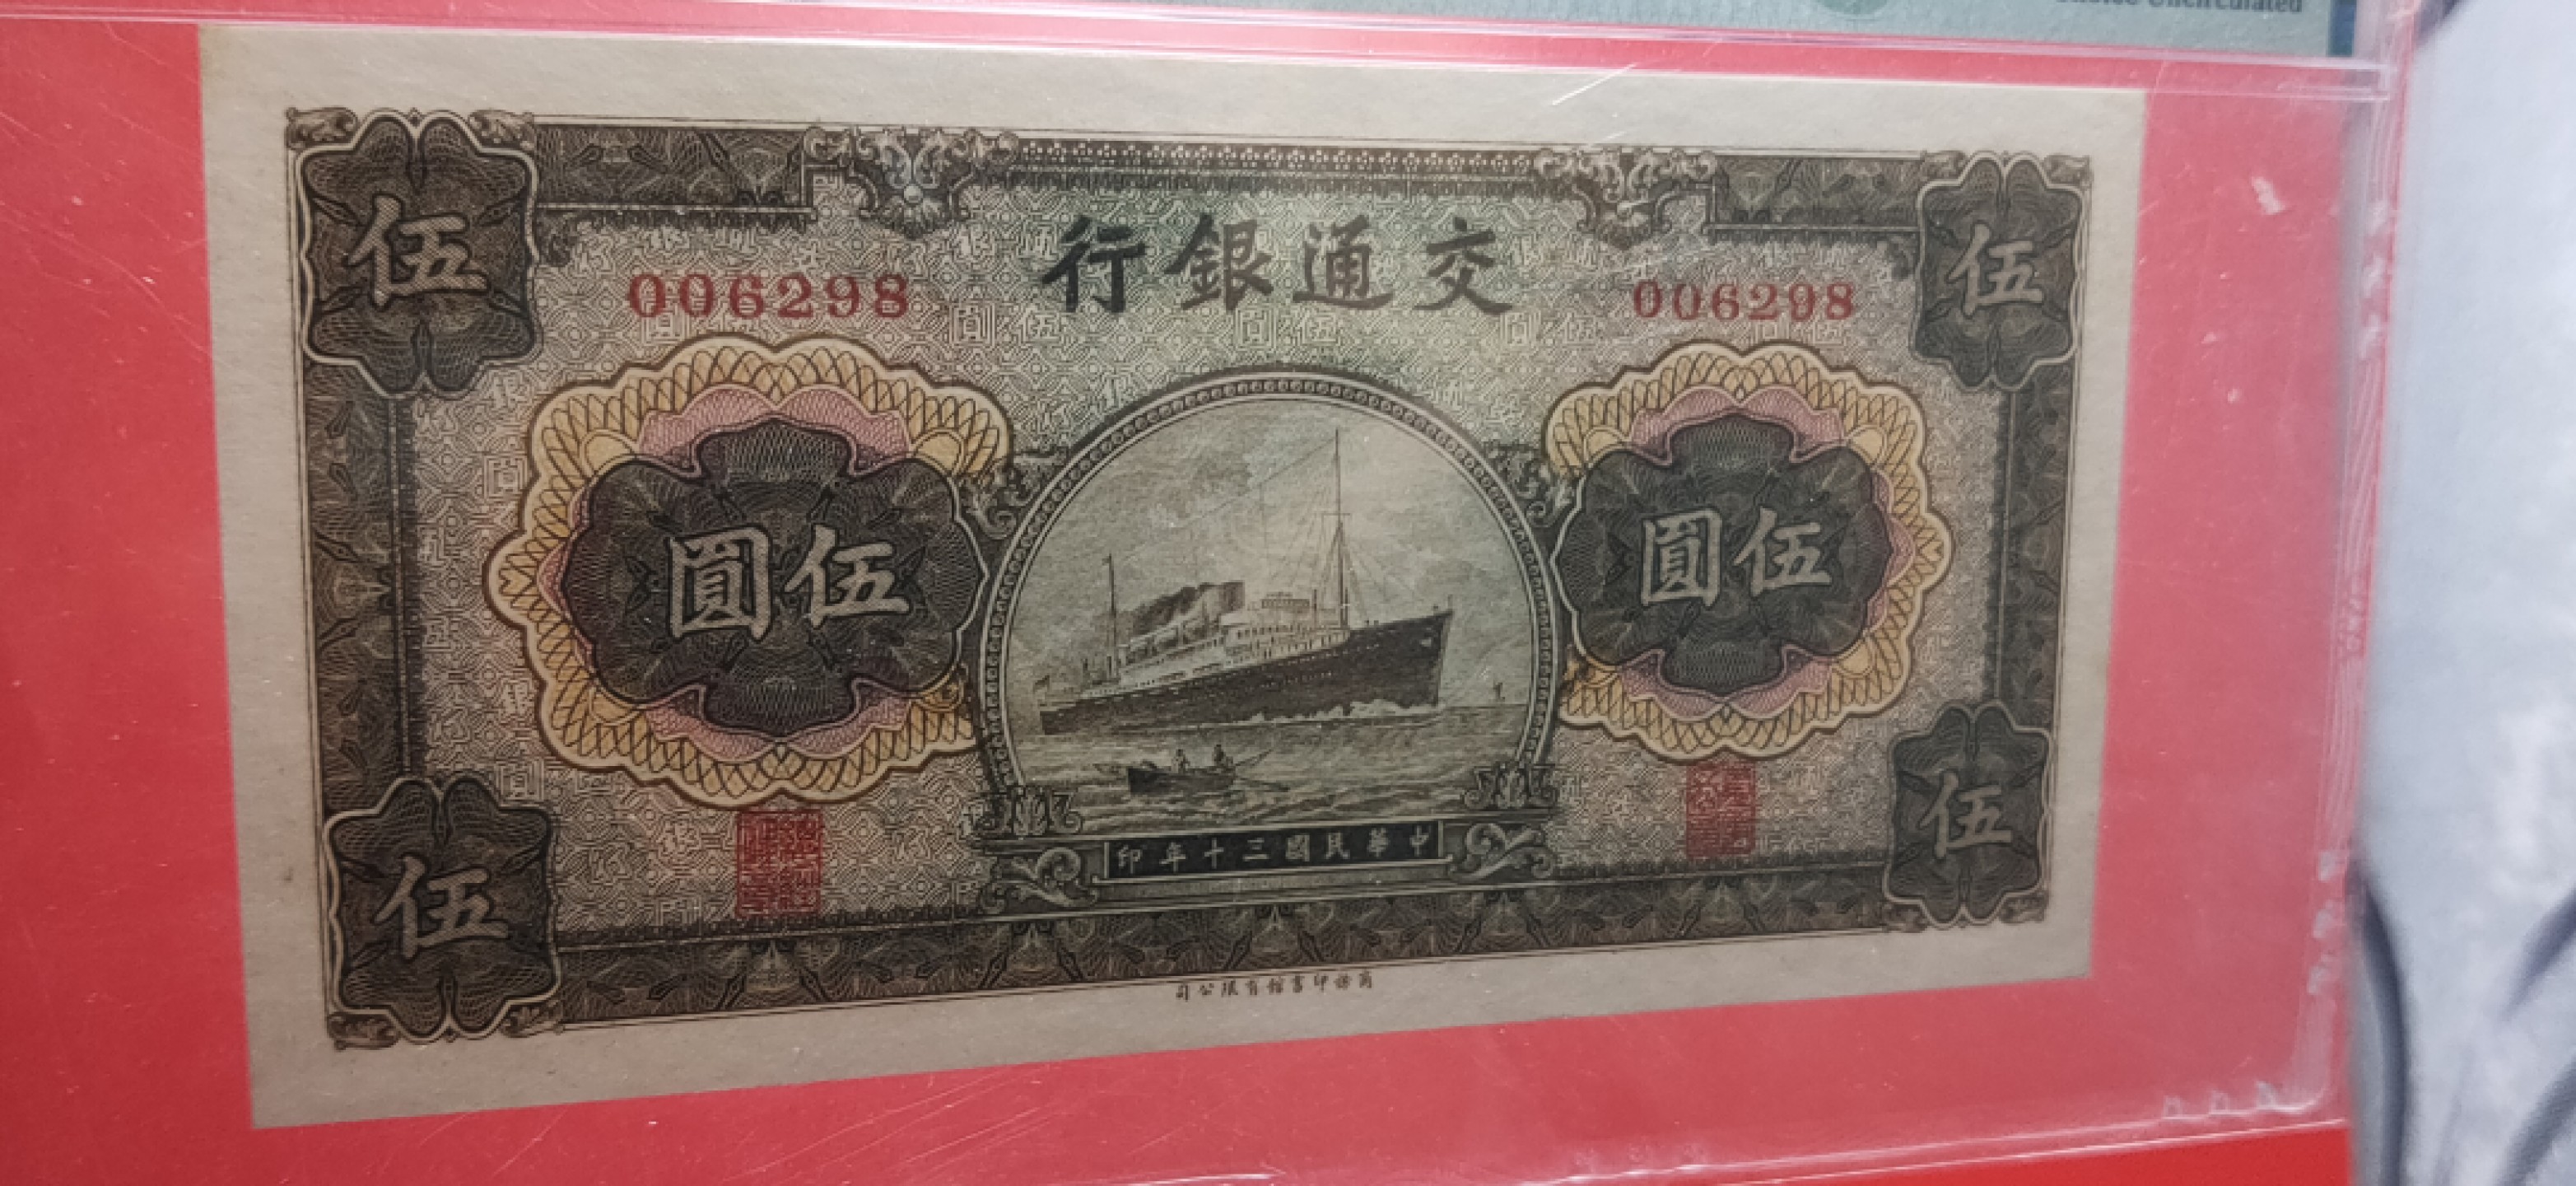 Uncirculated
伍
伍
交通銀行
006298
006298
伍圓
伍圓
中華民國三十年印
伍
伍
商務印書館有限公司